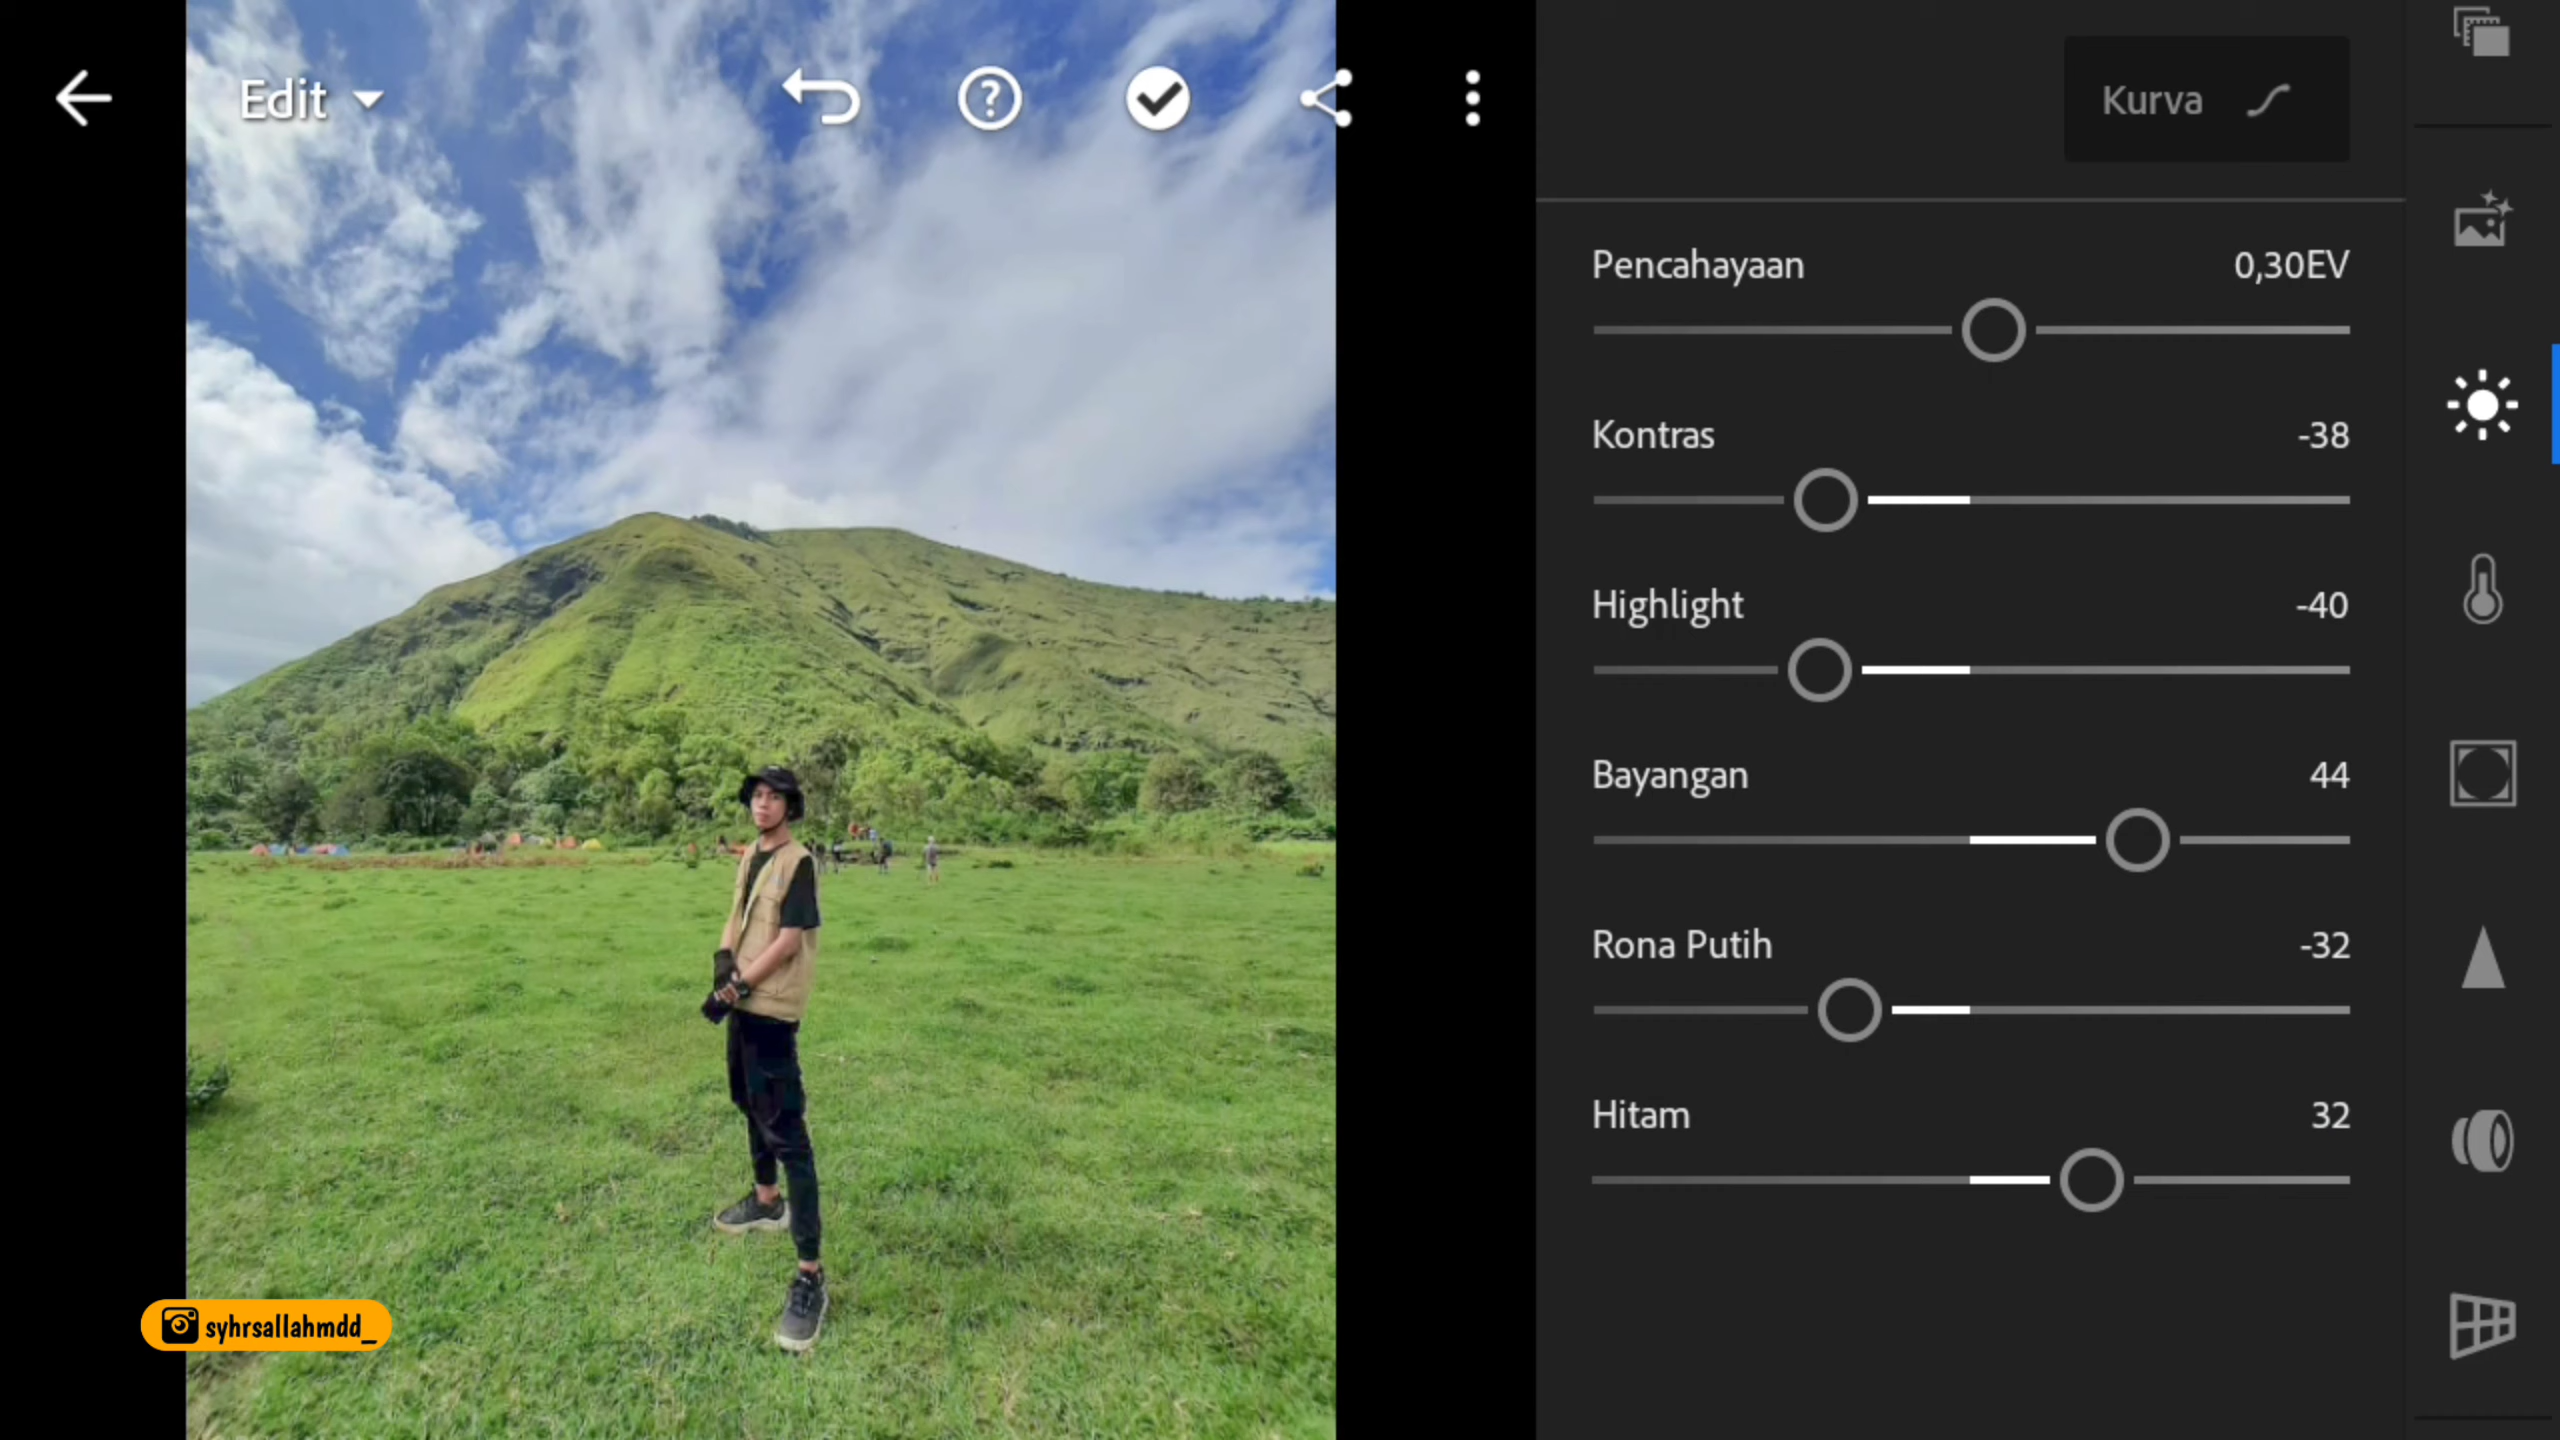 Edit
Kurva
Pencahayaan 0,30EV
Kontras -38
Highlight -40
Bayangan 44
Rona Putih -32
Hitam 32
syhrsallahmdd_